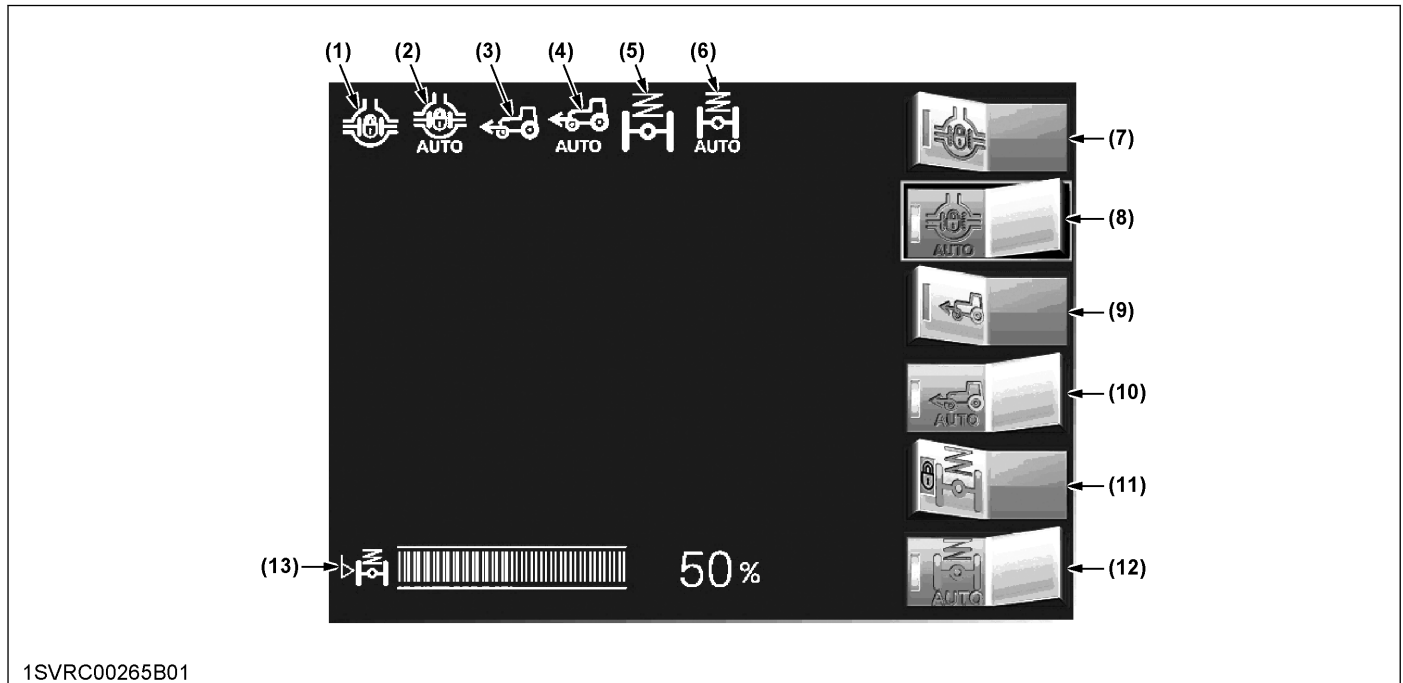 (1) (2) (3) (4) (5) (6)
AUTO AUTO AUTO
(7)
(8)
AUTO
(9)
(10)
AUTO
(11)
(12)
AUTO
(13) 50%
1SVRC00265B01